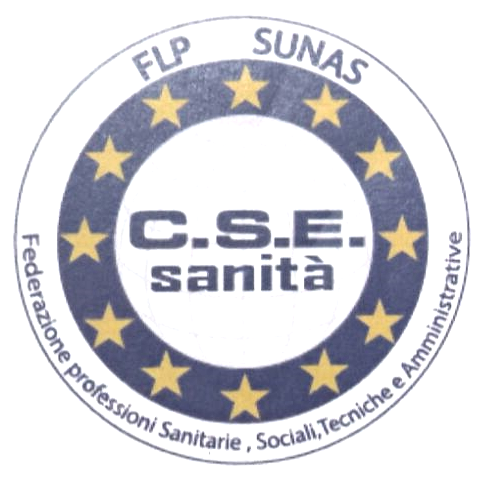 FLP SUNAS
C.S.E.
sanità
Federazione professioni Sanitarie , Sociali,Tecniche e Amministrative